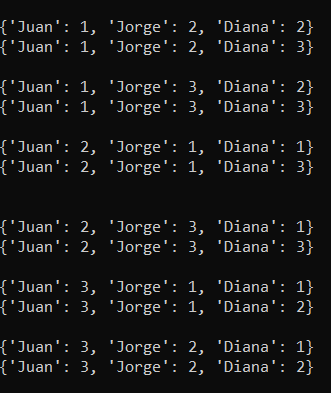 {'Juan': 1, 'Jorge': 2, 'Diana': 2}
{'Juan': 1, 'Jorge': 2, 'Diana': 3}
{'Juan': 1, 'Jorge': 3, 'Diana': 2}
{'Juan': 1, 'Jorge': 3, 'Diana': 3}
{'Juan': 2, 'Jorge': 1, 'Diana': 1}
{'Juan': 2, 'Jorge': 1, 'Diana': 3}
{'Juan': 2, 'Jorge': 3, 'Diana': 1}
{'Juan': 2, 'Jorge': 3, 'Diana': 3}
{'Juan': 3, 'Jorge': 1, 'Diana': 1}
{'Juan': 3, 'Jorge': 1, 'Diana': 2}
{'Juan': 3, 'Jorge': 2, 'Diana': 1}
{'Juan': 3, 'Jorge': 2, 'Diana': 2}